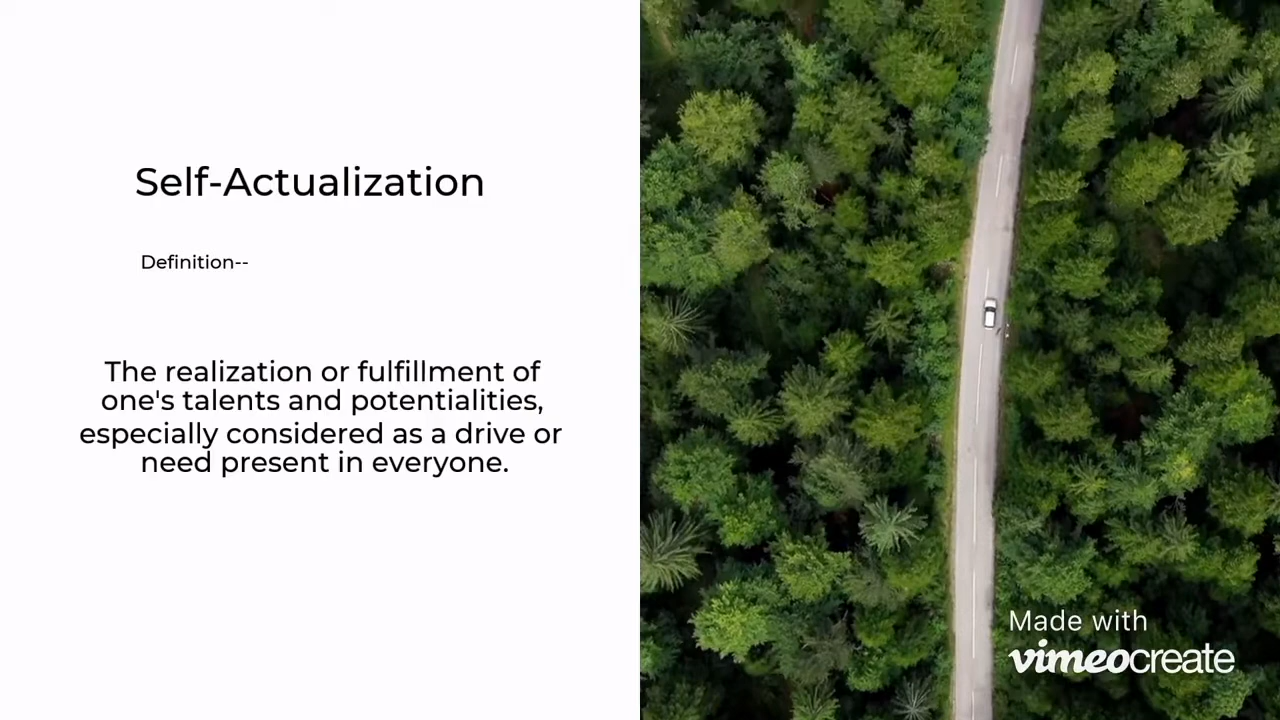 Self-Actualization
Definition--
The realization or fulfillment of
one's talents and potentialities,
especially considered as a drive or
need present in everyone.
Made with
vimeocreate